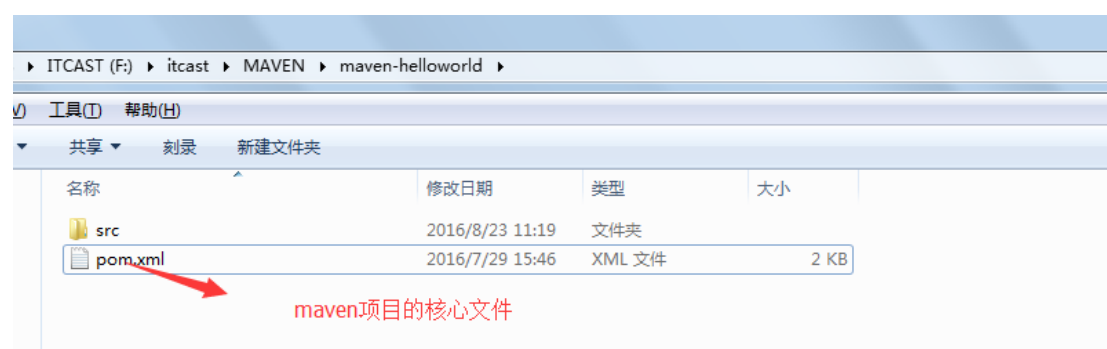 ITCAST (F:) itcast MAVEN maven-helloworld
V) 工具(T) 帮助(H)
共享 刻录 新建文件夹
名称 修改日期 类型 大小
src 2016/8/23 11:19 文件夹
pom.xml 2016/7/29 15:46 XML 文件 2 KB
maven项目的核心文件